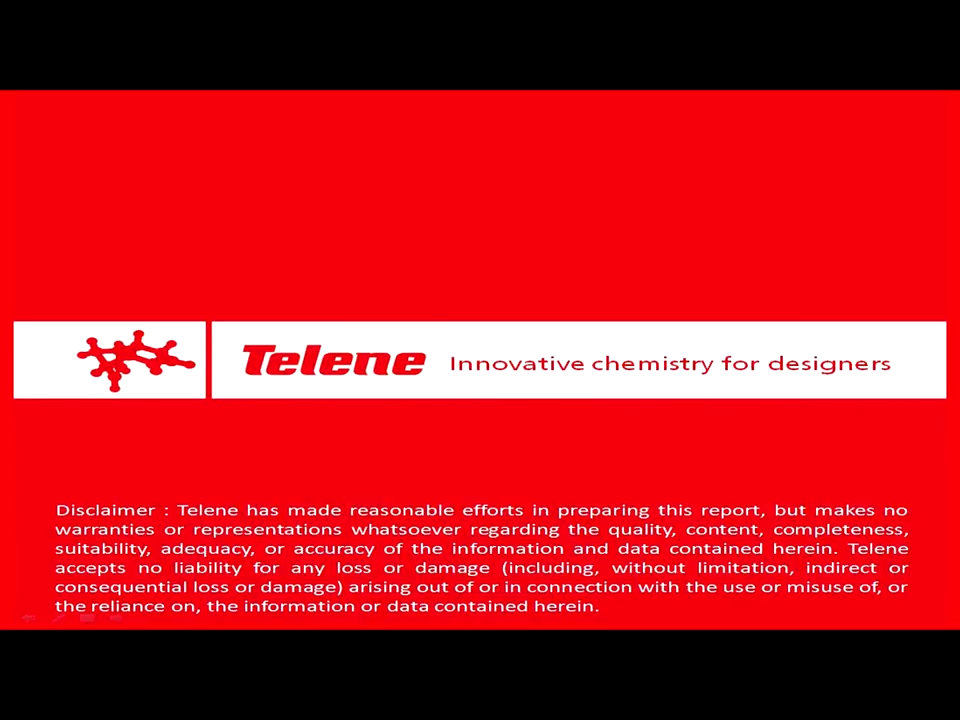 Telene Innovative chemistry for designers
Disclaimer : Telene has made reasonable efforts in preparing this report, but makes no
warranties or representations whatsoever regarding the quality, content, completeness,
suitability, adequacy, or accuracy of the information and data contained herein. Telene
accepts no liability for any loss or damage (including, without limitation, indirect or
consequential loss or damage) arising out of or in connection with the use or misuse of, or
the reliance on, the information or data contained herein.